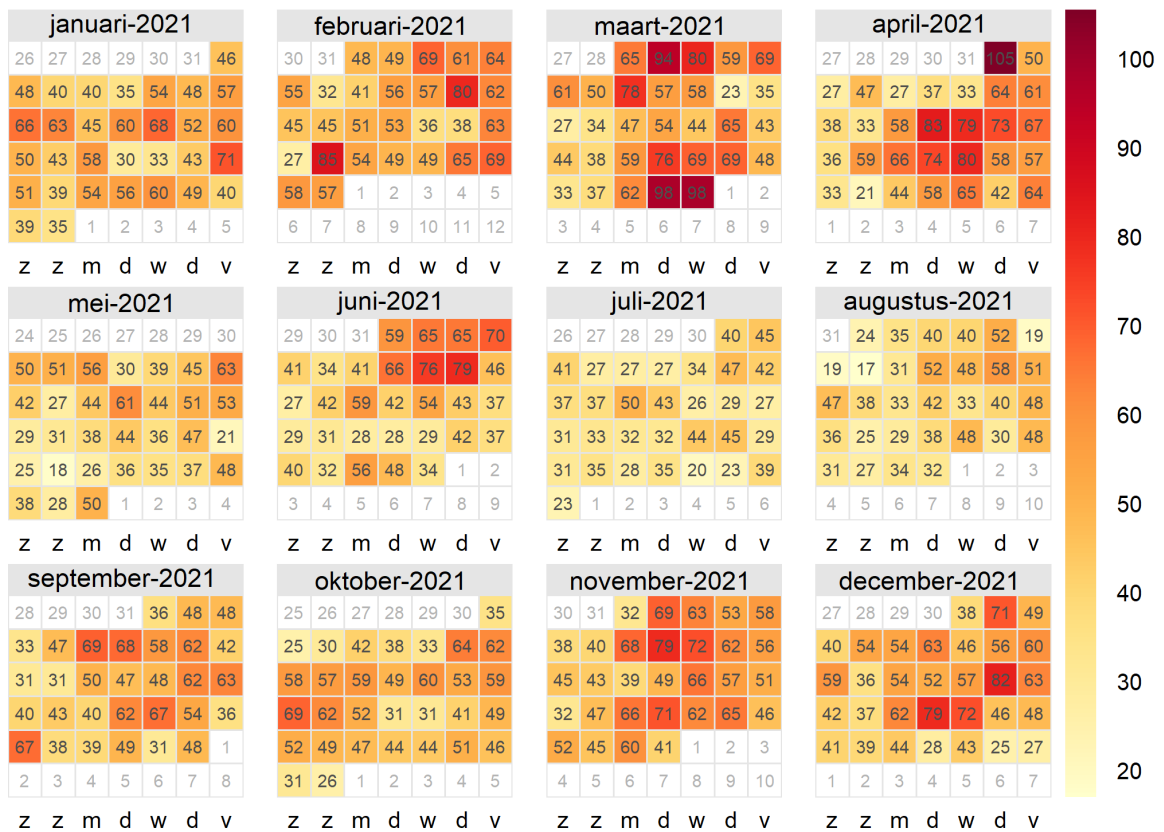 januari-2021 februari-2021 maart-2021 april-2021
26 27 28 29 30 31 46 30 31 48 49 69 61 64 27 28 65 94 80 59 69 27 28 29 30 31 105 50 100
48 40 40 35 54 48 57 55 32 41 56 57 80 62 61 50 78 57 58 23 35 27 47 27 37 33 64 61
66 63 45 60 68 52 60 45 45 51 53 36 38 63 27 34 47 54 44 65 43 38 33 58 83 79 73 67 90
50 43 58 30 33 43 71 27 85 54 49 49 65 69 44 38 59 76 69 69 48 36 59 66 74 80 58 57
51 39 54 56 60 49 40 58 57 1 2 3 4 5 33 37 62 98 98 1 2 33 21 44 58 65 42 64
39 35 1 2 3 4 5 6 7 8 9 10 11 12 3 4 5 6 7 8 9 1 2 3 4 5 6 7 80
z z m d w d v z z m d w d v z z m d w d v z z m d w d v
mei-2021 juni-2021 juli-2021 augustus-2021
24 25 26 27 28 29 30 29 30 31 59 65 65 70 26 27 28 29 30 40 45 31 24 35 40 40 52 19 70
50 51 56 30 39 45 63 41 34 41 66 76 79 46 41 27 27 27 34 47 42 19 17 31 52 48 58 51
42 27 44 61 44 51 53 27 42 59 42 54 43 37 37 37 50 43 26 29 27 47 38 33 42 33 40 48 60
29 31 38 44 36 47 21 29 31 28 28 29 42 37 31 33 32 32 44 45 29 36 25 29 38 48 30 48
25 18 26 36 35 37 48 40 32 56 48 34 1 2 31 35 28 35 20 23 39 31 27 34 32 1 2 3
38 28 50 1 2 3 4 3 4 5 6 7 8 9 23 1 2 3 4 5 6 4 5 6 7 8 9 10 50
z z m d w d v z z m d w d v z z m d w d v z z m d w d v
september-2021 oktober-2021 november-2021 december-2021
28 29 30 31 36 48 48 25 26 27 28 29 30 35 30 31 32 69 63 53 58 27 28 29 30 38 71 49 40
33 47 69 68 58 62 42 25 30 42 38 33 64 62 38 40 68 79 72 62 56 40 54 54 63 46 56 60
31 31 50 47 48 62 63 58 57 59 49 60 53 59 45 43 39 49 66 57 51 59 36 54 52 57 82 63 30
40 43 40 62 67 54 36 69 62 52 31 31 41 49 32 47 66 71 62 65 46 42 37 62 79 72 46 48
67 38 39 49 31 48 1 52 49 47 44 44 51 46 52 45 60 41 1 2 3 41 39 44 28 43 25 27
2 3 4 5 6 7 8 31 26 1 2 3 4 5 4 5 6 7 8 9 10 1 2 3 4 5 6 7 20
z z m d w d v z z m d w d v z z m d w d v z z m d w d v